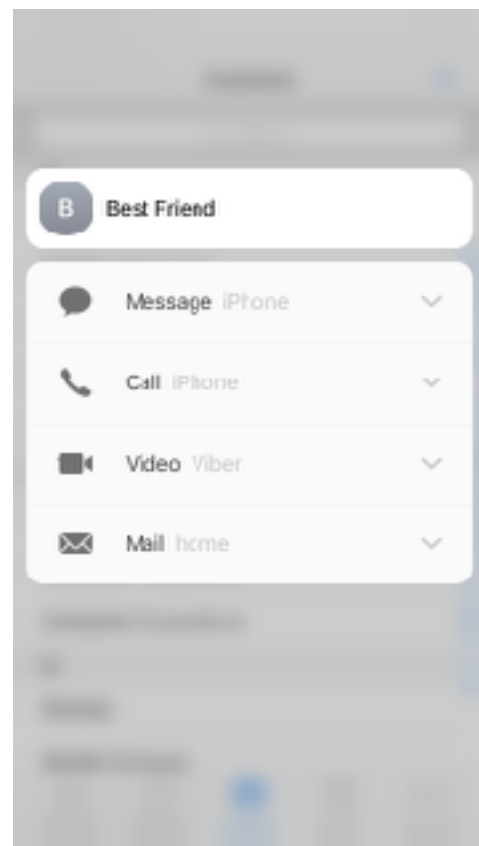 B Best Friend
Message iPhone
Call iPhone
Video Viber
Mail home